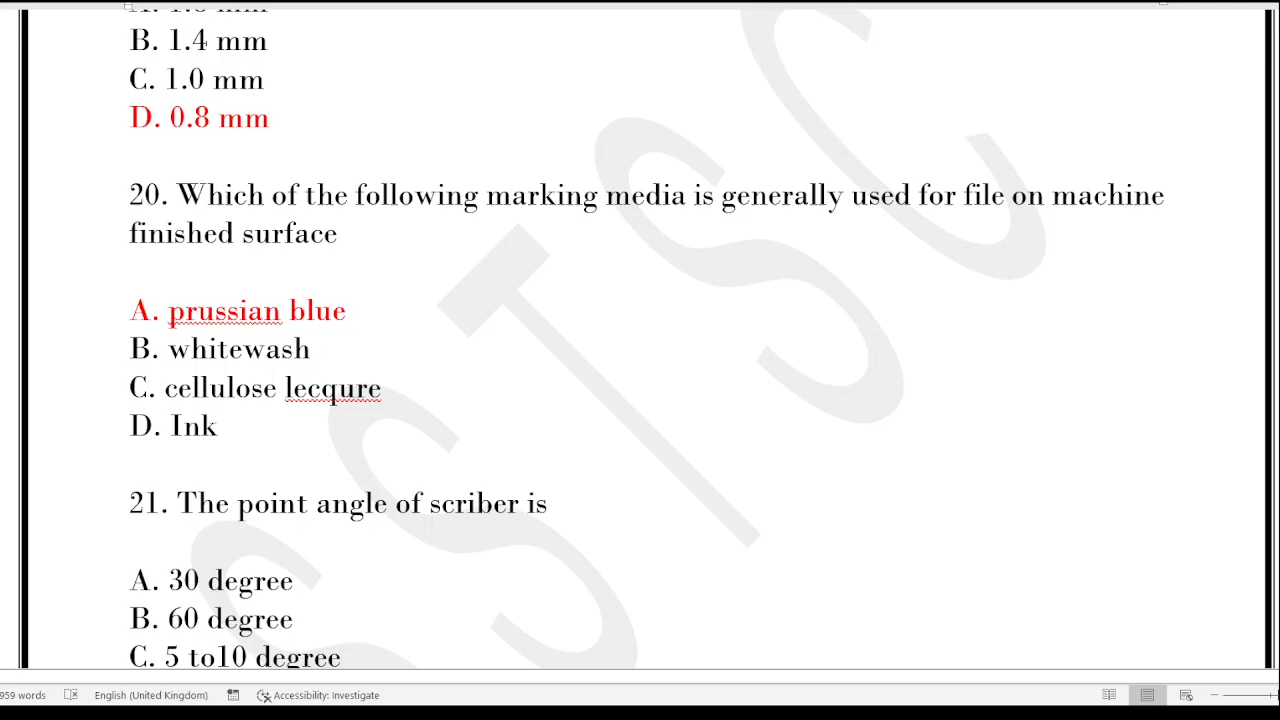 B. 1.4 mm
C. 1.0 mm
D. 0.8 mm
20. Which of the following marking media is generally used for file on machine
finished surface
A. prussian blue
B. whitewash
C. cellulose lecqure
D. Ink
21. The point angle of scriber is
A. 30 degree
B. 60 degree
C. 5 to10 degree
SSTSC
959 words English (United Kingdom) Accessibility: Investigate